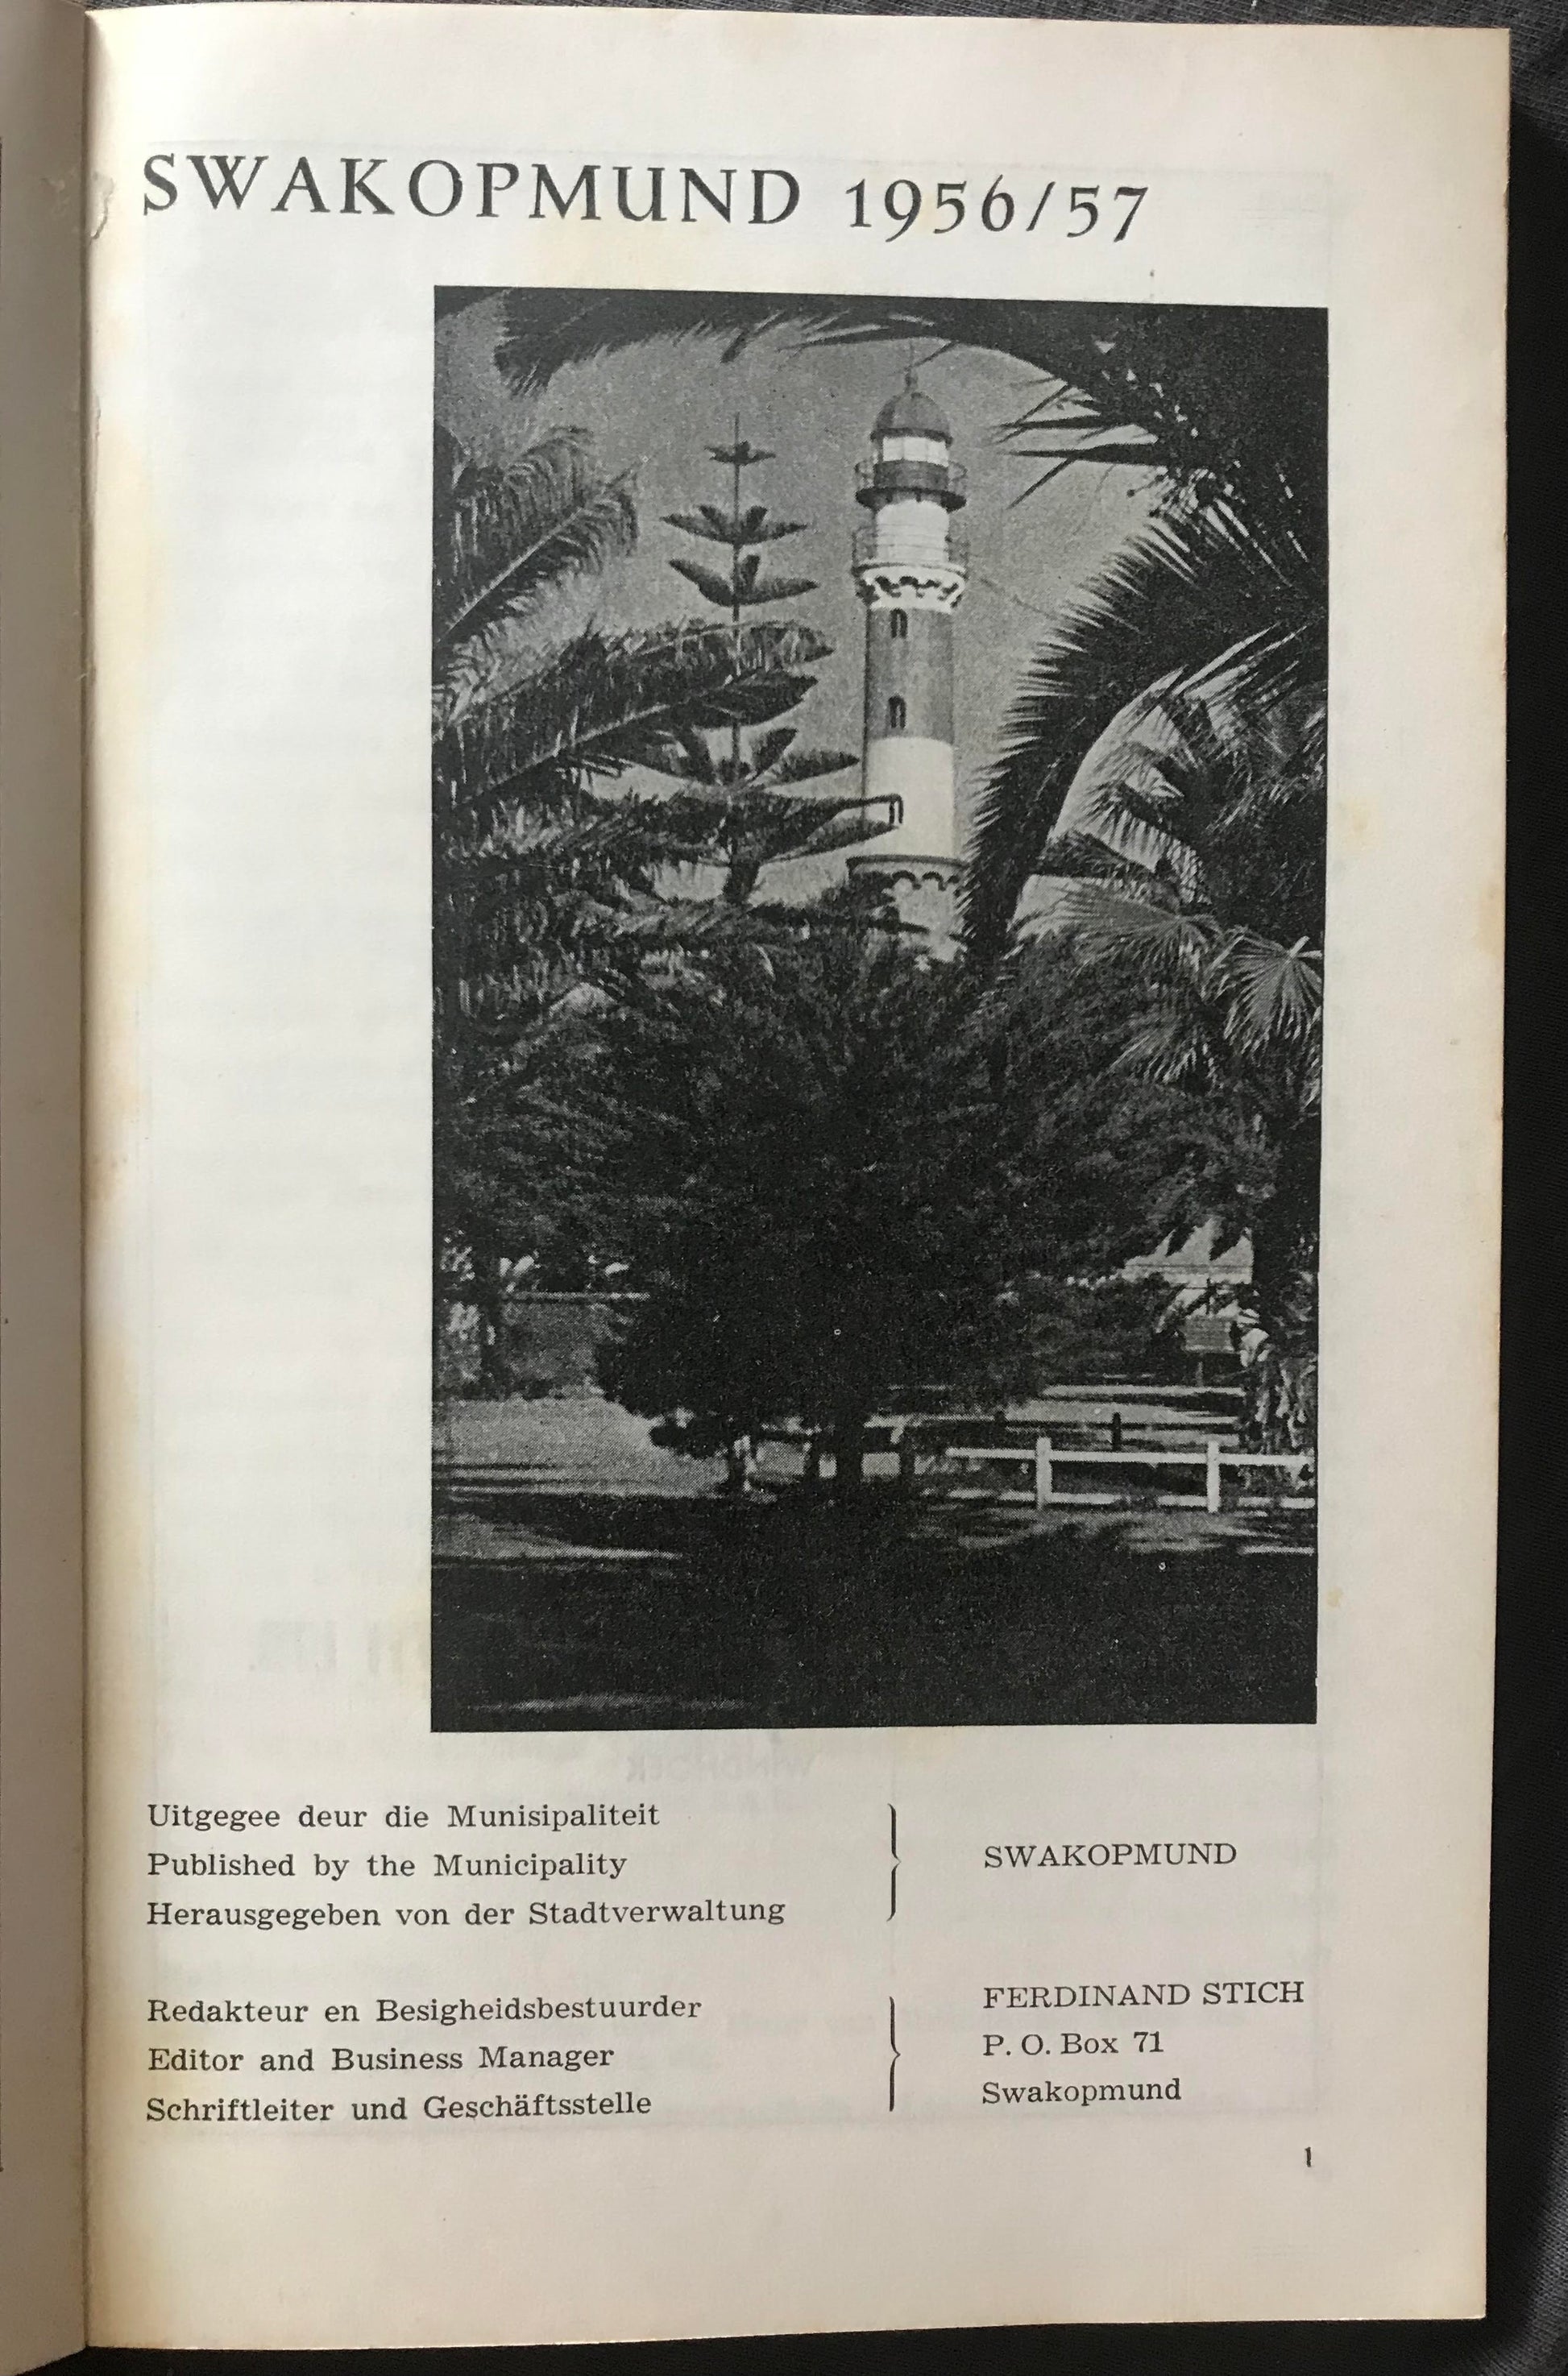 SWAKOPMUND 1956/57
Uitgegee deur die Munisipaliteit
Published by the Municipality
Herausgegeben von der Stadtverwaltung
SWAKOPMUND
Redakteur en Besigheidsbestuurder
Editor and Business Manager
Schriftleiter und Geschäftsstelle
FERDINAND STICH
P. O. Box 71
Swakopmund
1